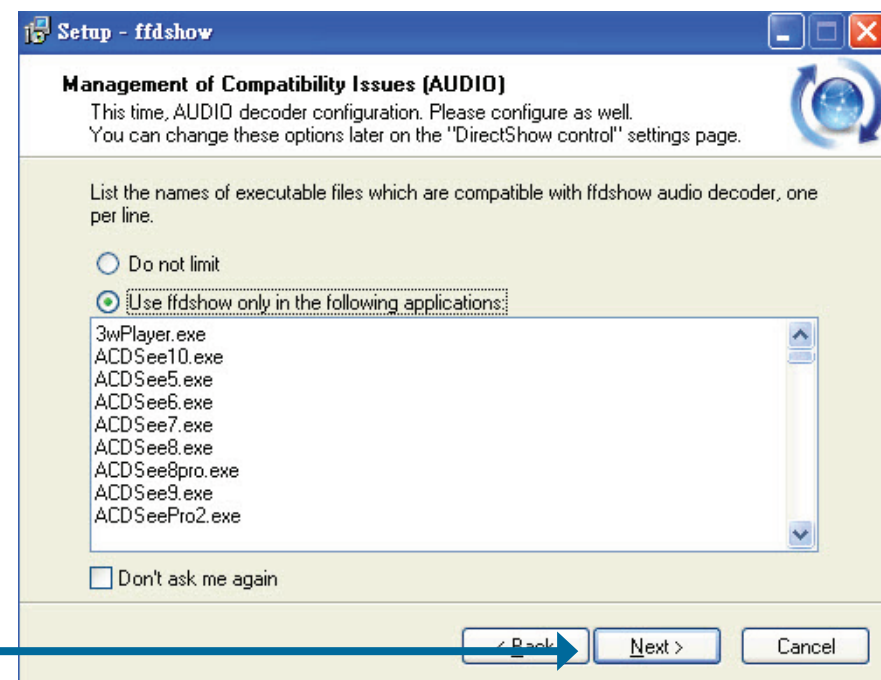 Setup - ffdshow
Management of Compatibility Issues (AUDIO)
This time, AUDIO decoder configuration. Please configure as well.
You can change these options later on the "DirectShow control" settings page.
List the names of executable files which are compatible with ffdshow audio decoder, one
per line.
Do not limit
Use ffdshow only in the following applications:
3wPlayer.exe
ACDSee10.exe
ACDSee5.exe
ACDSee6.exe
ACDSee7.exe
ACDSee8.exe
ACDSee8pro.exe
ACDSee9.exe
ACDSeePro2.exe
Don't ask me again
< Back Next > Cancel